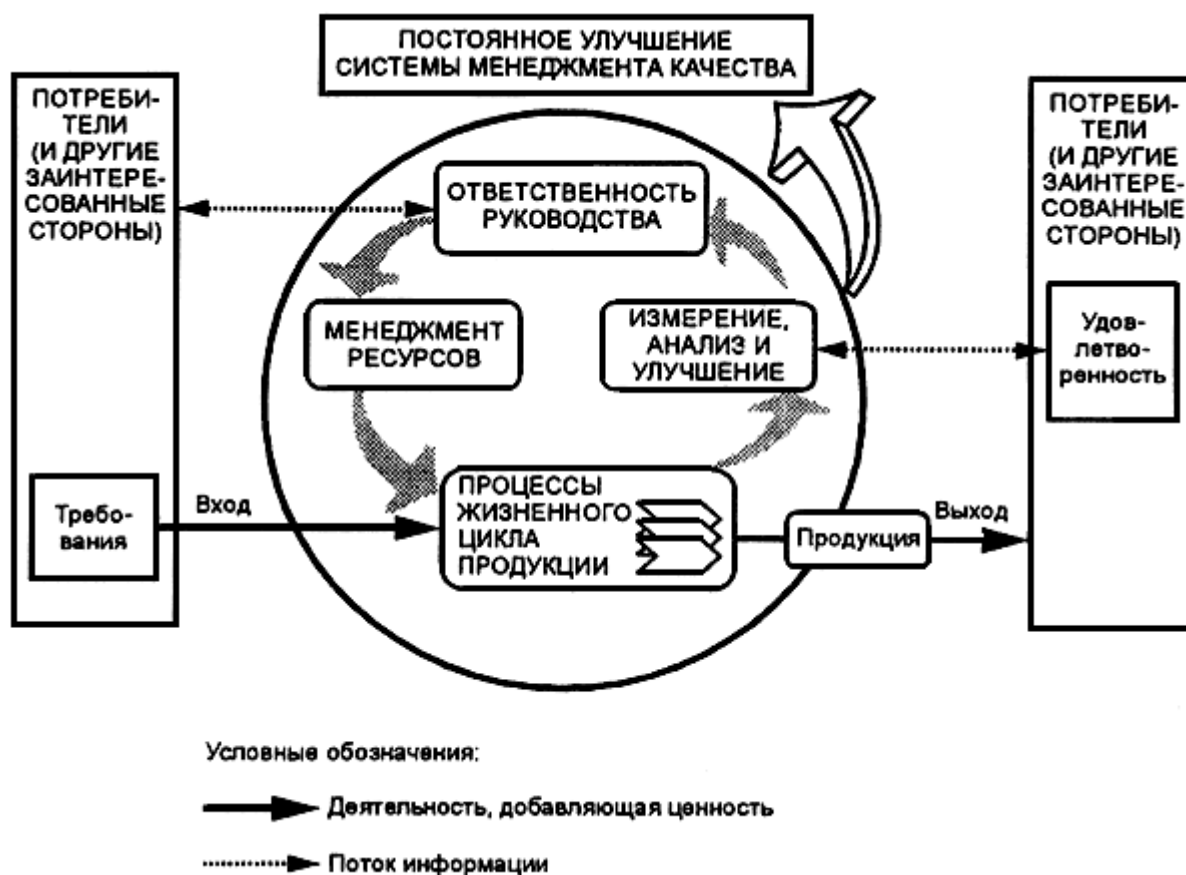 ПОСТОЯННОЕ УЛУЧШЕНИЕ
СИСТЕМЫ МЕНЕДЖМЕНТА КАЧЕСТВА
ПОТРЕБИ-
ТЕЛИ
(И ДРУГИЕ
ЗАИНТЕРЕ-
СОВАННЫЕ
СТОРОНЫ)
ПОТРЕБИ-
ТЕЛИ
(И ДРУГИЕ
ЗАИНТЕРЕ-
СОВАННЫЕ
СТОРОНЫ)
ОТВЕТСТВЕННОСТЬ
РУКОВОДСТВА
МЕНЕДЖМЕНТ
РЕСУРСОВ
ИЗМЕРЕНИЕ,
АНАЛИЗ И
УЛУЧШЕНИЕ
Удов-
летво-
ренность
Требо-
вания
Вход
ПРОЦЕССЫ
ЖИЗНЕННОГО
ЦИКЛА
ПРОДУКЦИИ
Продукция
Выход
Условные обозначения:
Деятельность, добавляющая ценность
Поток информации